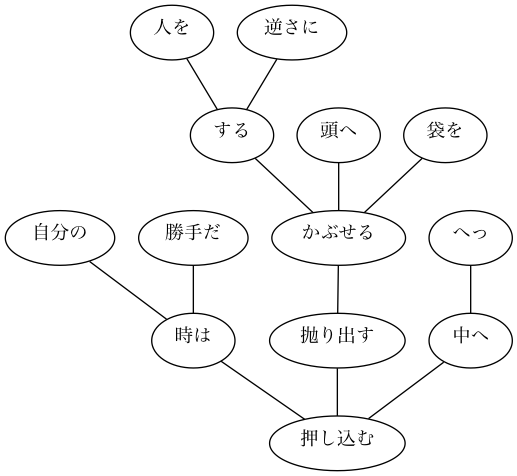 人を 逆さに
する 頭へ 袋を
自分の 勝手だ かぶせる へっ
時は 抛り出す 中へ
押し込む